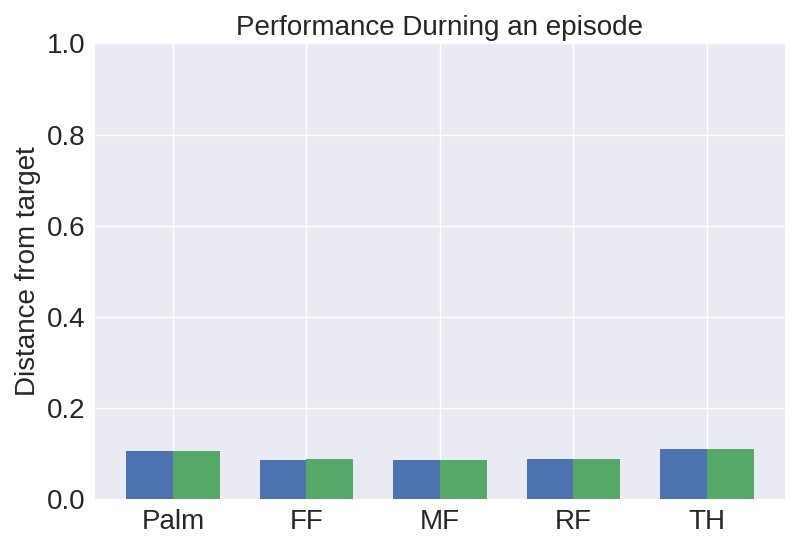 Performance Durning an episode
Distance from target
1.0
0.8
0.6
0.4
0.2
0.0
Palm FF MF RF TH